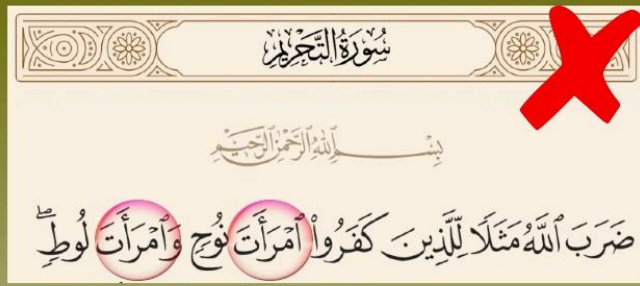 سُورَةُ التَّحْرِيمِ
بِسْمِ ٱللَّهِ ٱلرَّحْمَٰنِ ٱلرَّحِيمِ
ضَرَبَ ٱللَّهُ مَثَلًا لِّلَّذِينَ كَفَرُوا۟ ٱمْرَأَتَ نُوحٍ وَٱمْرَأَتَ لُوطٍ ۖ